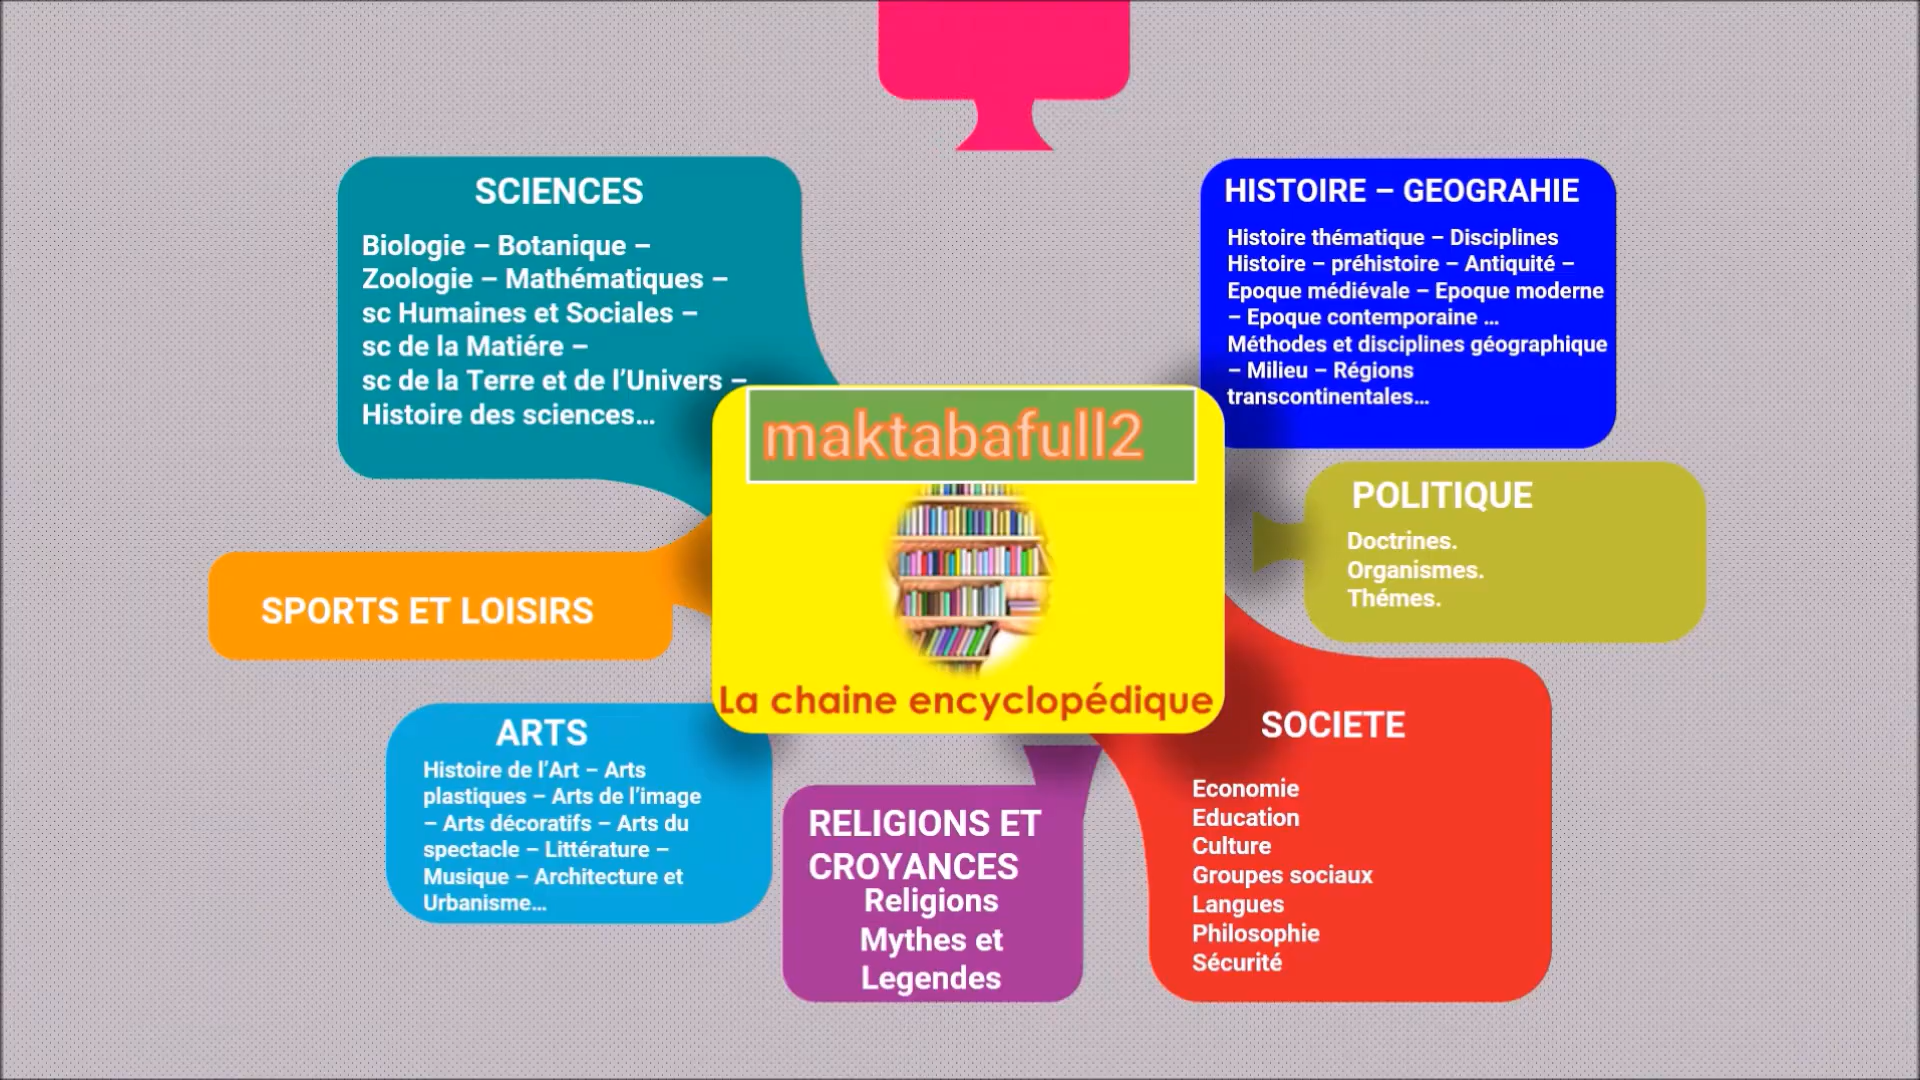 SCIENCES
Biologie – Botanique –
Zoologie – Mathématiques –
sc Humaines et Sociales –
sc de la Matiére –
sc de la Terre et de l’Univers –
Histoire des sciences…
HISTOIRE – GEOGRAHIE
Histoire thématique – Disciplines
Histoire – préhistoire – Antiquité –
Epoque médiévale – Epoque moderne
– Epoque contemporaine ...
Méthodes et disciplines géographique
– Milieu – Régions
transcontinentales…
maktabafull2
La chaine encyclopédique
POLITIQUE
Doctrines.
Organismes.
Thémes.
SPORTS ET LOISIRS
ARTS
Histoire de l’Art – Arts
plastiques – Arts de l’image
– Arts décoratifs – Arts du
spectacle – Littérature –
Musique – Architecture et
Urbanisme…
RELIGIONS ET
CROYANCES
Religions
Mythes et
Legendes
SOCIETE
Economie
Education
Culture
Groupes sociaux
Langues
Philosophie
Sécurité